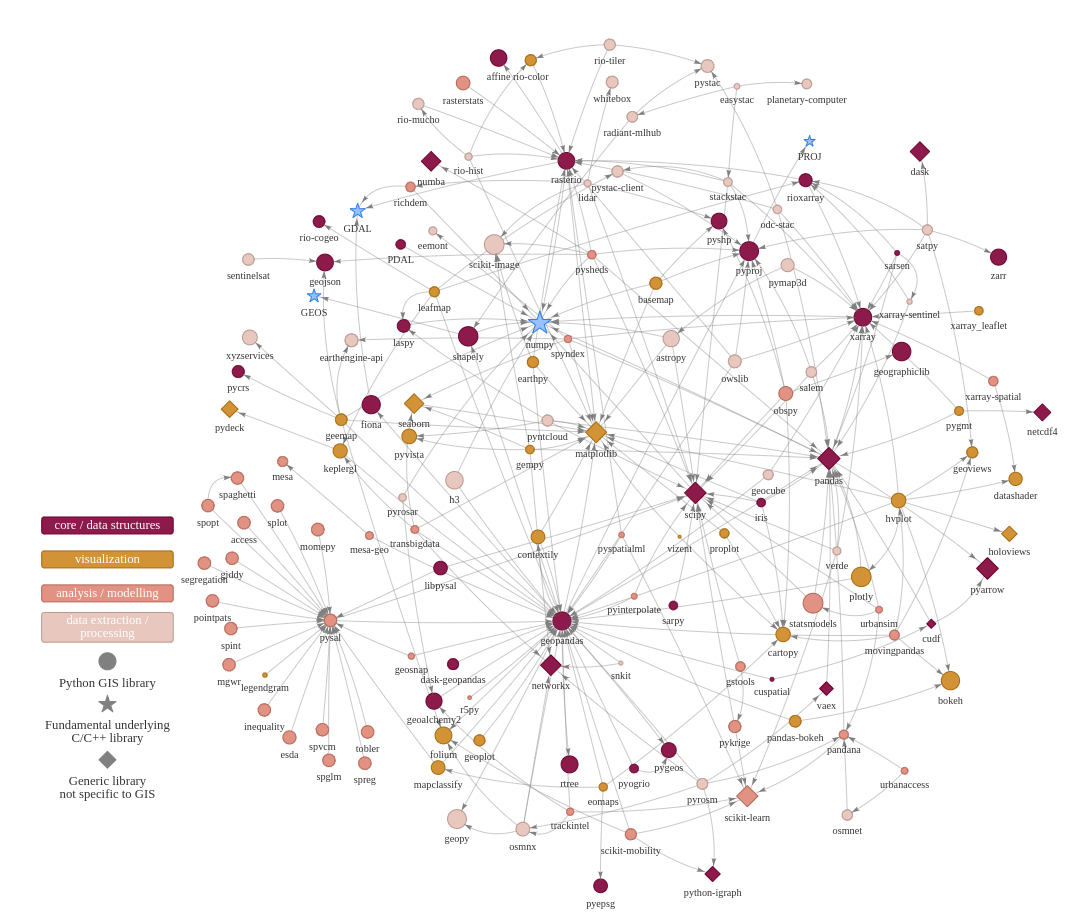 rio-tiler
affine
rio-color
pystac
rasterstats
whitebox
easystac
planetary-computer
rio-mucho
radiant-mlhub
PROJ
rio-hist
numba
rasterio
pystac-client
dask
richdem
lidar
stackstac
rioxarray
GDAL
odc-stac
rio-cogeo
eemont
pyshp
satpy
PDAL
scikit-image
pysheds
pyproj
sarsen
zarr
sentinelsat
geojson
pymap3d
GEOS
leafmap
basemap
xarray-sentinel
xarray_leaflet
laspy
numpy
xarray
xyzservices
earthengine-api
shapely
spyndex
astropy
geographiclib
pycrs
earthpy
owslib
salem
xarray-spatial
pydeck
fiona
seaborn
obspy
pygmt
netcdf4
geemap
pyntcloud
matplotlib
keplergl
pyvista
gempy
pandas
geoviews
mesa
spaghetti
h3
geocube
datashader
spopt
splot
pyrosar
scipy
iris
hvplot
core / data structures
access
momepy
mesa-geo
transbigdata
contextily
pyspatialml
vizent
proplot
verde
holoviews
visualization
segregation
giddy
libpysal
plotly
pyarrow
analysis / modelling
pointpats
pyinterpolate
sarpy
statsmodels
urbansim
data extraction /
processing
spint
pysal
geopandas
cartopy
movingpandas
cudf
Python GIS library
mgwr
legendgram
geosnap
dask-geopandas
networkx
snkit
gstools
cuspatial
bokeh
Fundamental underlying
C/C++ library
inequality
geoalchemy2
r5py
vaex
esda
spvcm
tobler
folium
geoplot
pykrige
pandas-bokeh
pandana
Generic library
not specific to GIS
spglm
spreg
mapclassify
rtree
pyogrio
pygeos
urbanaccess
eomaps
pyrosm
scikit-learn
geopy
osmnx
trackintel
scikit-mobility
osmnet
pyepsg
python-igraph